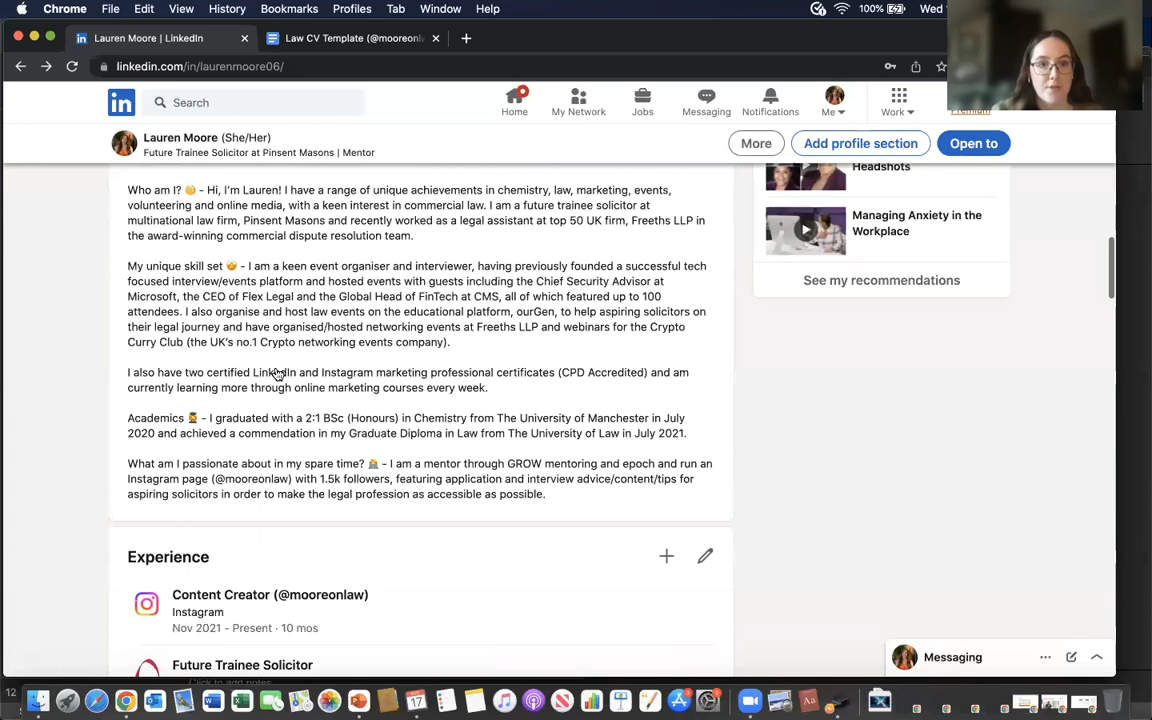 Chrome File Edit View History Bookmarks Profiles Tab Window Help 100% Wed
Lauren Moore | LinkedIn
Law CV Template (@mooreonl
linkedin.com/in/laurenmoore06/
in
Search
Home
My Network
Jobs
Messaging
Notifications
Me
Work
Premium
Lauren Moore (She/Her)
Future Trainee Solicitor at Pinsent Masons | Mentor
More
Add profile section
Open to
Who am I? 👋 - Hi, I'm Lauren! I have a range of unique achievements in chemistry, law, marketing, events,
volunteering and online media, with a keen interest in commercial law. I am a future trainee solicitor at
multinational law firm, Pinsent Masons and recently worked as a legal assistant at top 50 UK firm, Freeths LLP in
the award-winning commercial dispute resolution team.
My unique skill set 🤩 - I am a keen event organiser and interviewer, having previously founded a successful tech
focused interview/events platform and hosted events with guests including the Chief Security Advisor at
Microsoft, the CEO of Flex Legal and the Global Head of FinTech at CMS, all of which featured up to 100
attendees. I also organise and host law events on the educational platform, ourGen, to help aspiring solicitors on
their legal journey and have organised/hosted networking events at Freeths LLP and webinars for the Crypto
Curry Club (the UK's no.1 Crypto networking events company).
I also have two certified LinkedIn and Instagram marketing professional certificates (CPD Accredited) and am
currently learning more through online marketing courses every week.
Academics 👩‍🎓 - I graduated with a 2:1 BSc (Honours) in Chemistry from The University of Manchester in July
2020 and achieved a commendation in my Graduate Diploma in Law from The University of Law in July 2021.
What am I passionate about in my spare time? - I am a mentor through GROW mentoring and epoch and run an
Instagram page (@mooreonlaw) with 1.5k followers, featuring application and interview advice/content/tips for
aspiring solicitors in order to make the legal profession as accessible as possible.
Headshots
Managing Anxiety in the
Workplace
See my recommendations
Experience
Content Creator (@mooreonlaw)
Instagram
Nov 2021 - Present · 10 mos
Future Trainee Solicitor
Messaging
12
Click to add notes
17